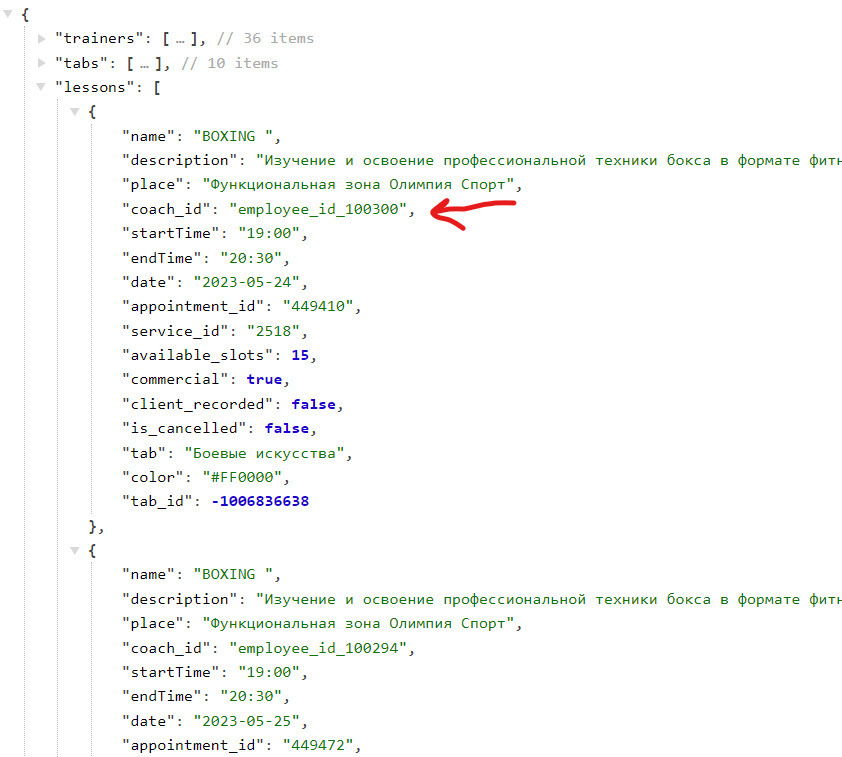 {
"trainers": [ … ], // 36 items
"tabs": [ … ], // 10 items
"lessons": [
{
"name": "BOXING ",
"description": "Изучение и освоение профессиональной техники бокса в формате
"place": "Функциональная зона Олимпия Спорт",
"coach_id": "employee_id_100300",
"startTime": "19:00",
"endTime": "20:30",
"date": "2023-05-24",
"appointment_id": "449410",
"service_id": "2518",
"available_slots": 15,
"commercial": true,
"client_recorded": false,
"is_cancelled": false,
"tab": "Боевые искусства",
"color": "#FF0000",
"tab_id": -1006836638
},
{
"name": "BOXING ",
"description": "Изучение и освоение профессиональной техники бокса в формате
"place": "Функциональная зона Олимпия Спорт",
"coach_id": "employee_id_100294",
"startTime": "19:00",
"endTime": "20:30",
"date": "2023-05-25",
"appointment_id": "449472",